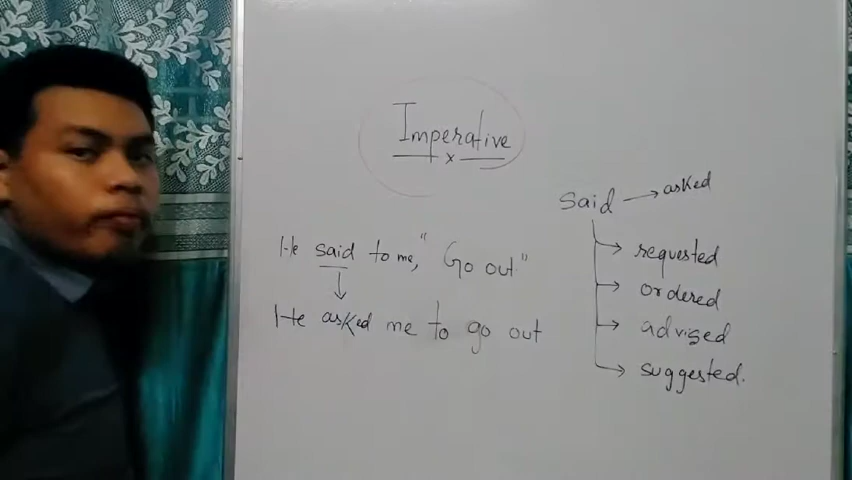 Imperative
x
He said to me, "Go out"
He asked me to go out
Said → asked
→ requested
→ ordered
→ advised
→ suggested.